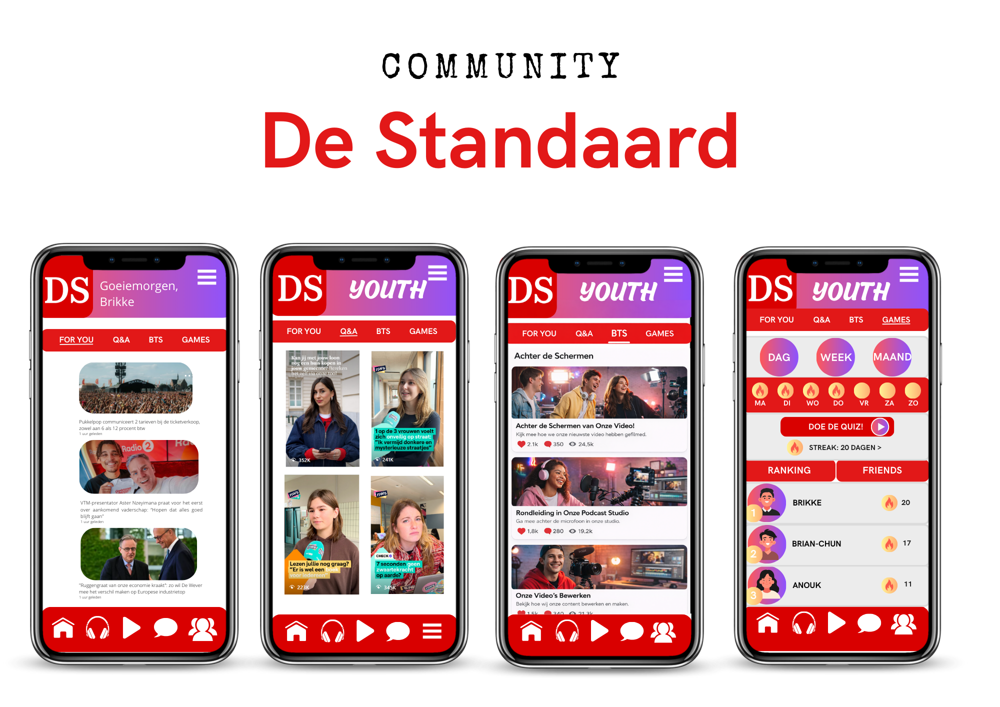 COMMUNITY
De Standaard
DS
Goeiemorgen,
Brikke
FOR YOU Q&A BTS GAMES
PUKKELPOP
Pukkelpop communiceert 2 tarieven bij de ticketverkoop,
zowel aan 6 als 12 procent btw
1 uur geleden
Radio 2
VTM-presentator Aster Nzeyimana praat voor het eerst
over aankomend vaderschap: "Hopen dat alles goed
blijft gaan"
1 uur geleden
"Ruggengraat van onze economie kraakt": zo wil De Wever
mee het verschil maken op Europese industrietop
1 uur geleden
DS
YOUTH
FOR YOU Q&A BTS GAMES
Kan jij met jouw loon
nog een huis kopen in
jouw gemeente? Bereken
het zelf via onze tool
352K
nws
1 op de 3 vrouwen voelt
zich onveilig op straat:
"Ik vermijd donkere en
mysterieuze straatjes"
241K
nws
nws
Lezen jullie nog graag?
"Er is wel een boek
voor iedereen"
223K
nws
CHECK
7 seconden geen
zwaartekracht
op aarde?
345K
DS
YOUTH
FOR YOU Q&A BTS GAMES
Achter de Schermen
Achter de Schermen van Onze Video!
Kijk mee hoe we onze nieuwste video hebben gefilmed.
2.1k 350 24,5k
Rondleiding in Onze Podcast Studio
Ga mee achter de microfoon in onze studio.
1,8k 280 19,2k
Onze Video's Bewerken
Bekijk hoe wij onze content bewerken en maken.
1,5k 340 21,3k
DS
YOUTH
FOR YOU Q&A BTS GAMES
DAG WEEK MAAND
MA DI WO DO VR ZA ZO
DOE DE QUIZ!
STREAK: 20 DAGEN >
RANKING FRIENDS
1 BRIKKE 20
2 BRIAN-CHUN 17
3 ANOUK 11